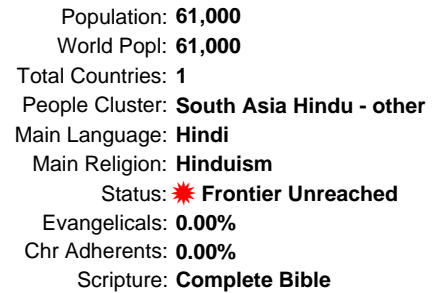 Population: 61,000
World Popl: 61,000
Total Countries: 1
People Cluster: South Asia Hindu - other
Main Language: Hindi
Main Religion: Hinduism
Status: Frontier Unreached
Evangelicals: 0.00%
Chr Adherents: 0.00%
Scripture: Complete Bible